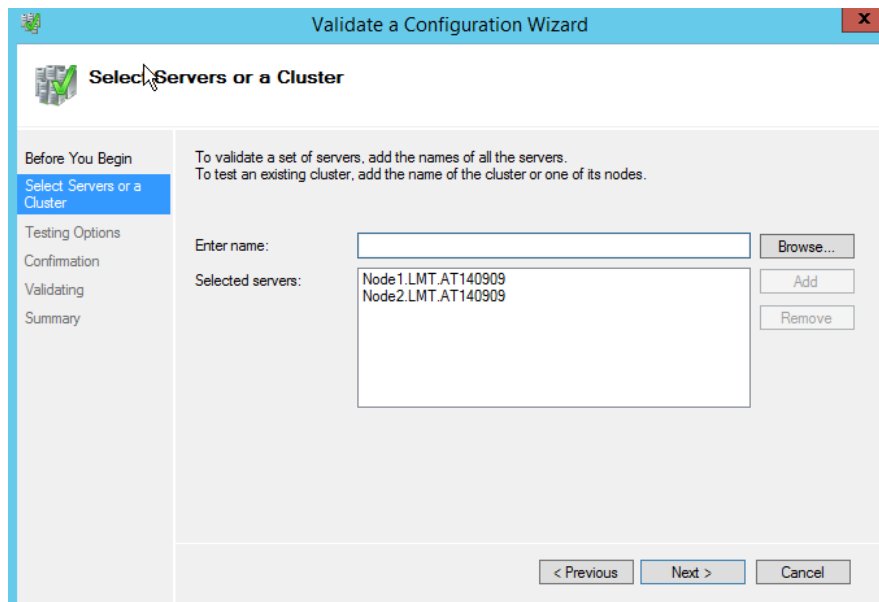 Validate a Configuration Wizard
X
Select Servers or a Cluster
Before You Begin
Select Servers or a
Cluster
Testing Options
Confirmation
Validating
Summary
To validate a set of servers, add the names of all the servers.
To test an existing cluster, add the name of the cluster or one of its nodes.
Enter name:
Browse...
Selected servers:
Node1.LMT.AT140909
Node2.LMT.AT140909
Add
Remove
< Previous
Next >
Cancel